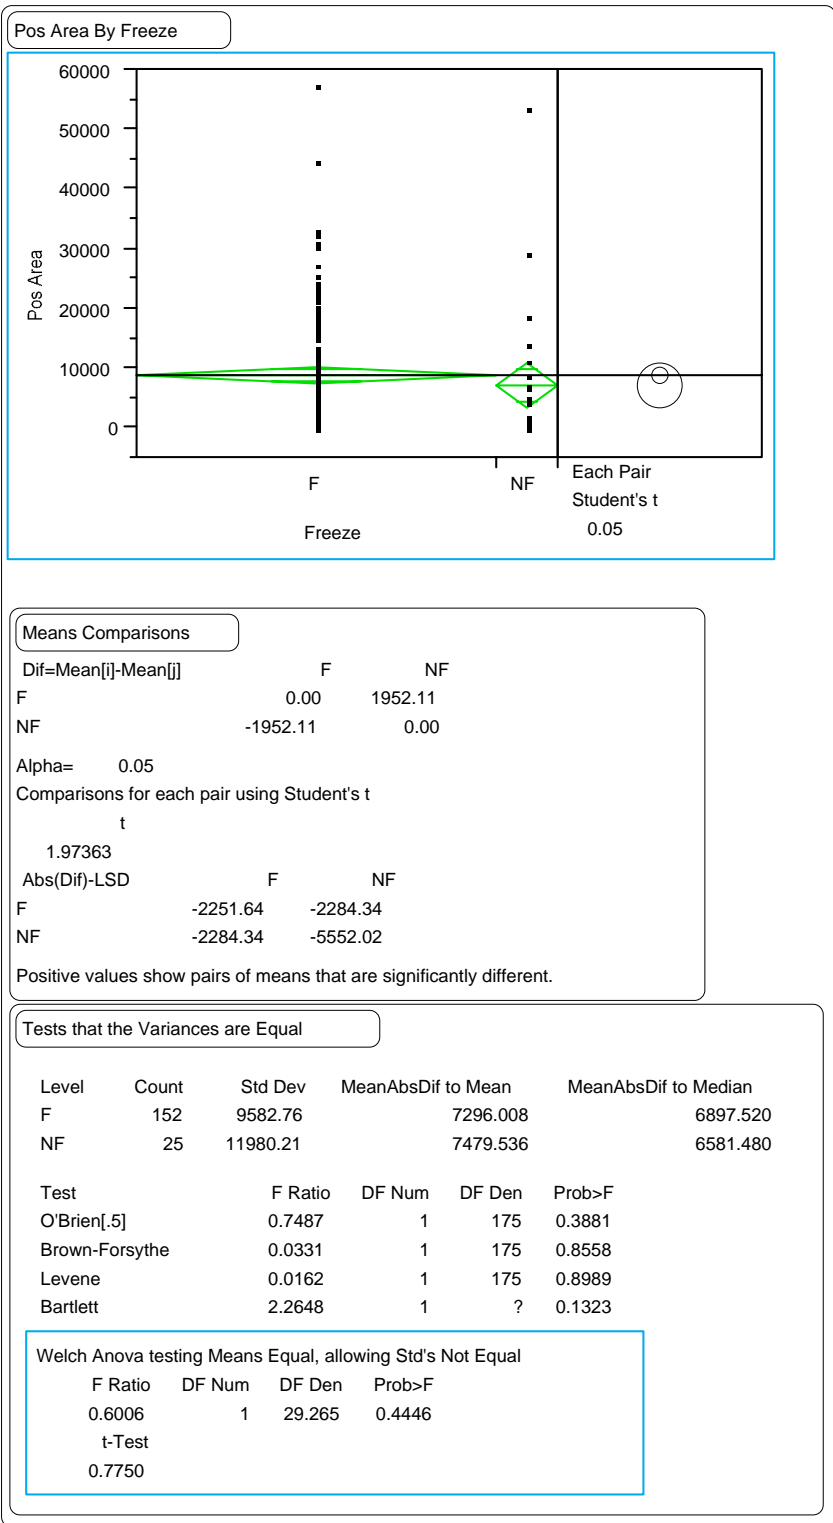 Pos Area By Freeze
60000
50000
40000
30000
20000
10000
0
Pos Area
F NF
Freeze
Each Pair
Student's t
0.05
Means Comparisons
Dif=Mean[i]-Mean[j] F NF
F 0.00 1952.11
NF -1952.11 0.00
Alpha= 0.05
Comparisons for each pair using Student's t
t
1.97363
Abs(Dif)-LSD F NF
F -2251.64 -2284.34
NF -2284.34 -5552.02
Positive values show pairs of means that are significantly different.
Tests that the Variances are Equal
Level Count Std Dev MeanAbsDif to Mean MeanAbsDif to Median
F 152 9582.76 7296.008 6897.520
NF 25 11980.21 7479.536 6581.480
Test F Ratio DF Num DF Den Prob>F
O'Brien[.5] 0.7487 1 175 0.3881
Brown-Forsythe 0.0331 1 175 0.8558
Levene 0.0162 1 175 0.8989
Bartlett 2.2648 1 ? 0.1323
Welch Anova testing Means Equal, allowing Std's Not Equal
F Ratio DF Num DF Den Prob>F
0.6006 1 29.265 0.4446
t-Test
0.7750